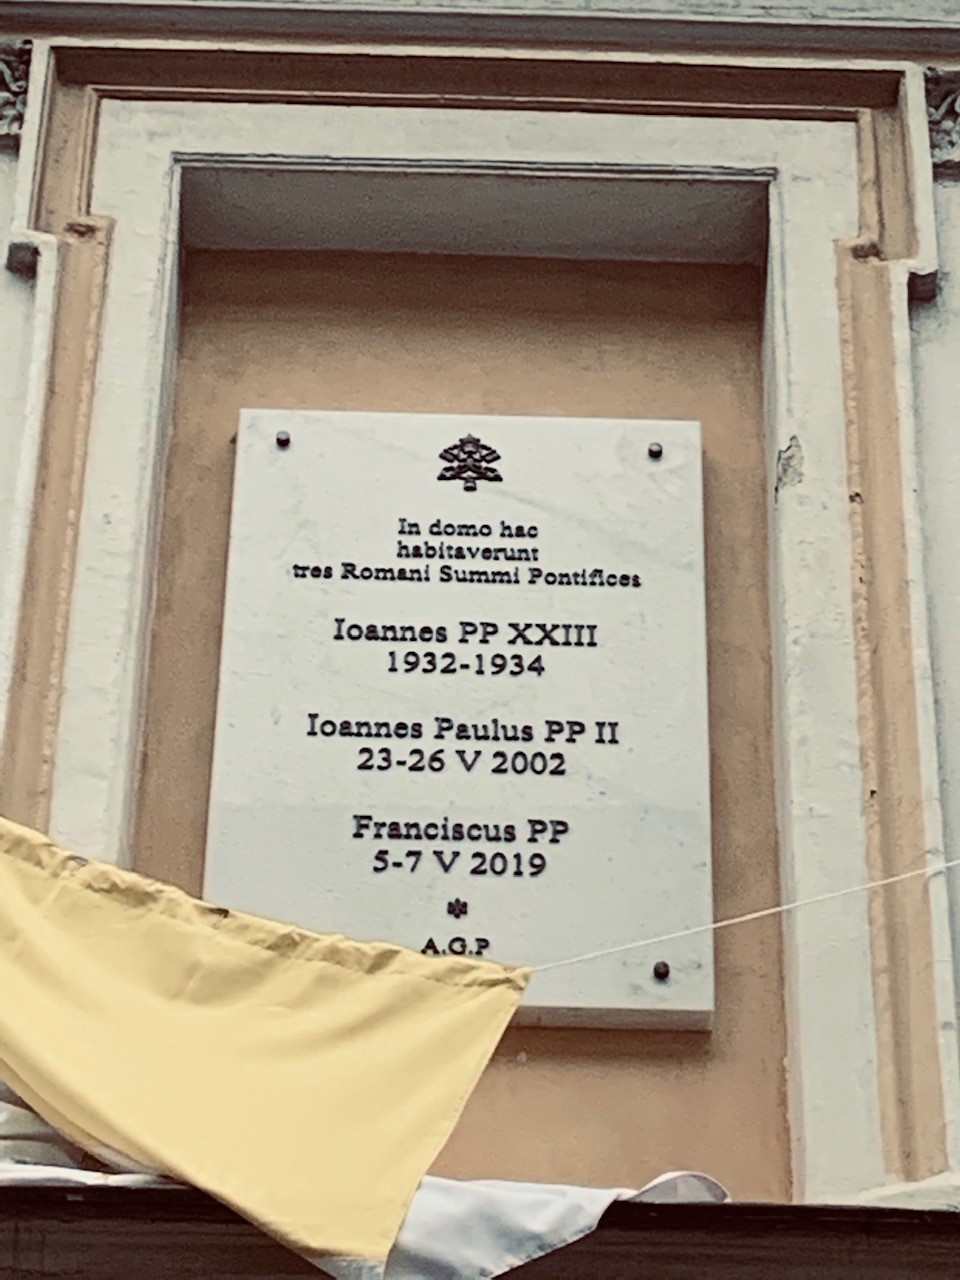 In domo hac
habitaverunt
tres Romani Summi Pontifices
Ioannes PP XXIII
1932-1934
Ioannes Paulus PP II
23-26 V 2002
Franciscus PP
5-7 V 2019
A.G.P